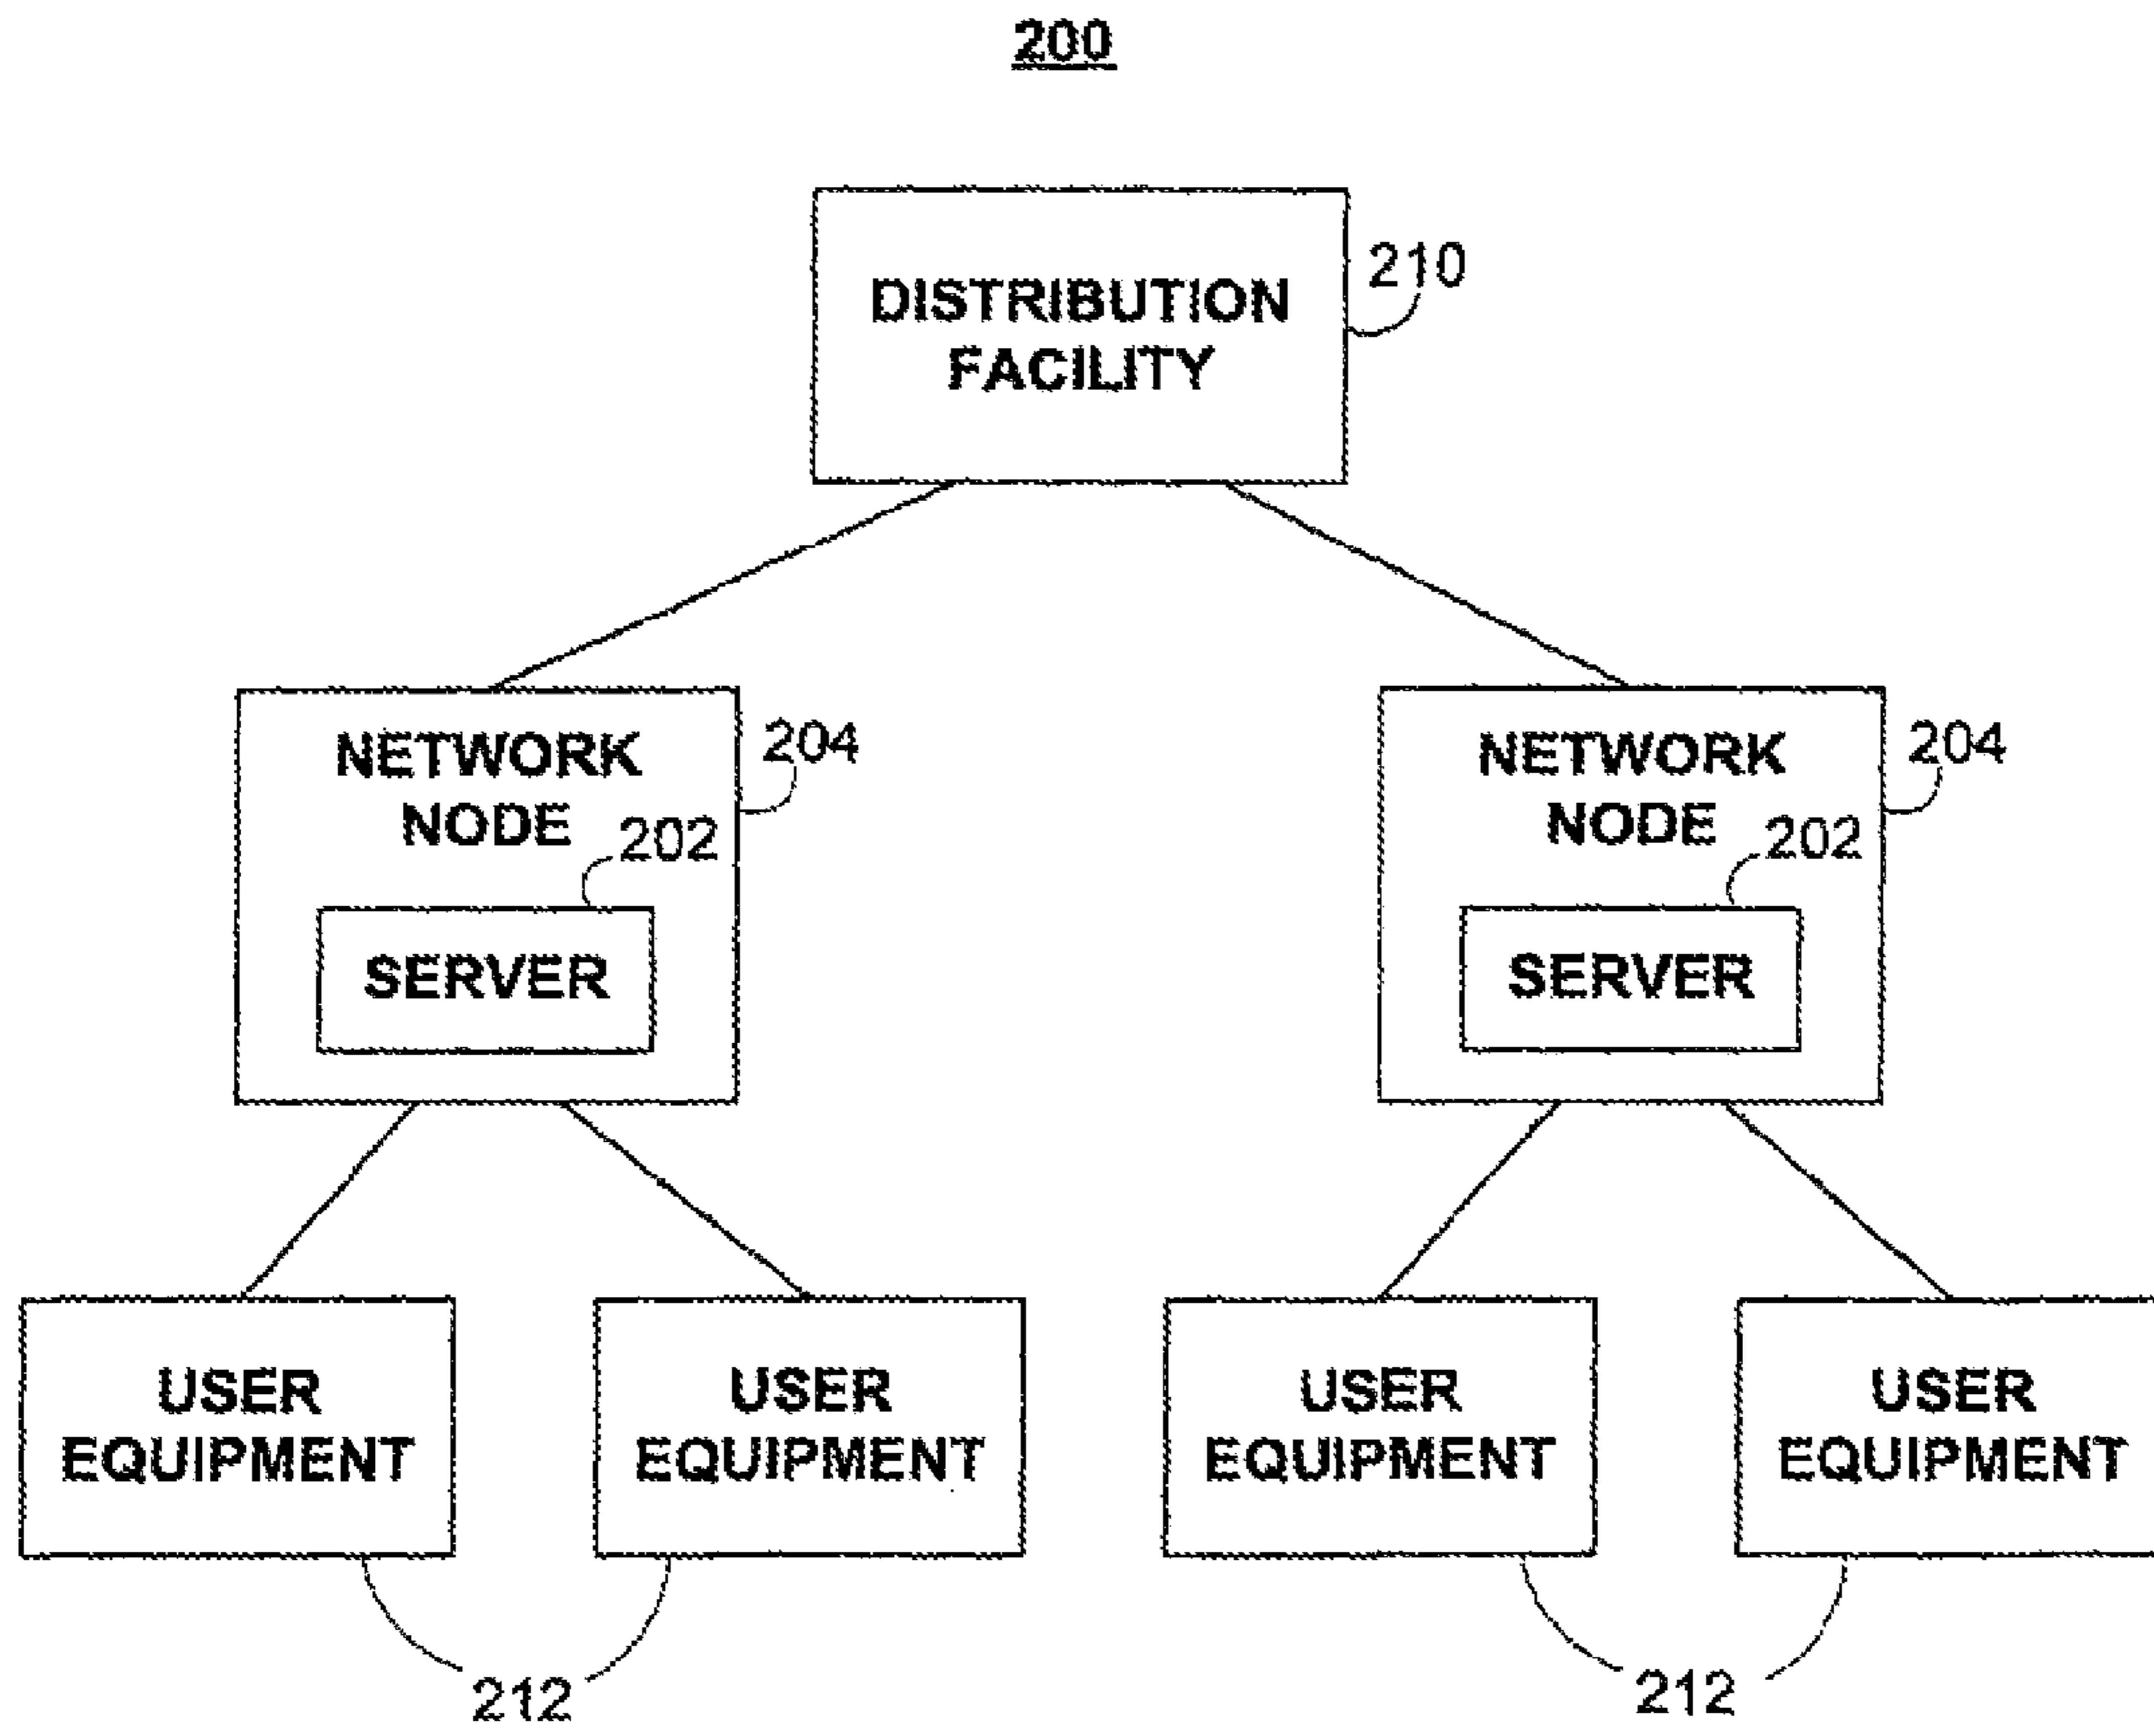 200
DISTRIBUTION
FACILITY
210
NETWORK
NODE
204
202
SERVER
NETWORK
NODE
204
202
SERVER
USER
EQUIPMENT
USER
EQUIPMENT
USER
EQUIPMENT
USER
EQUIPMENT
212
212